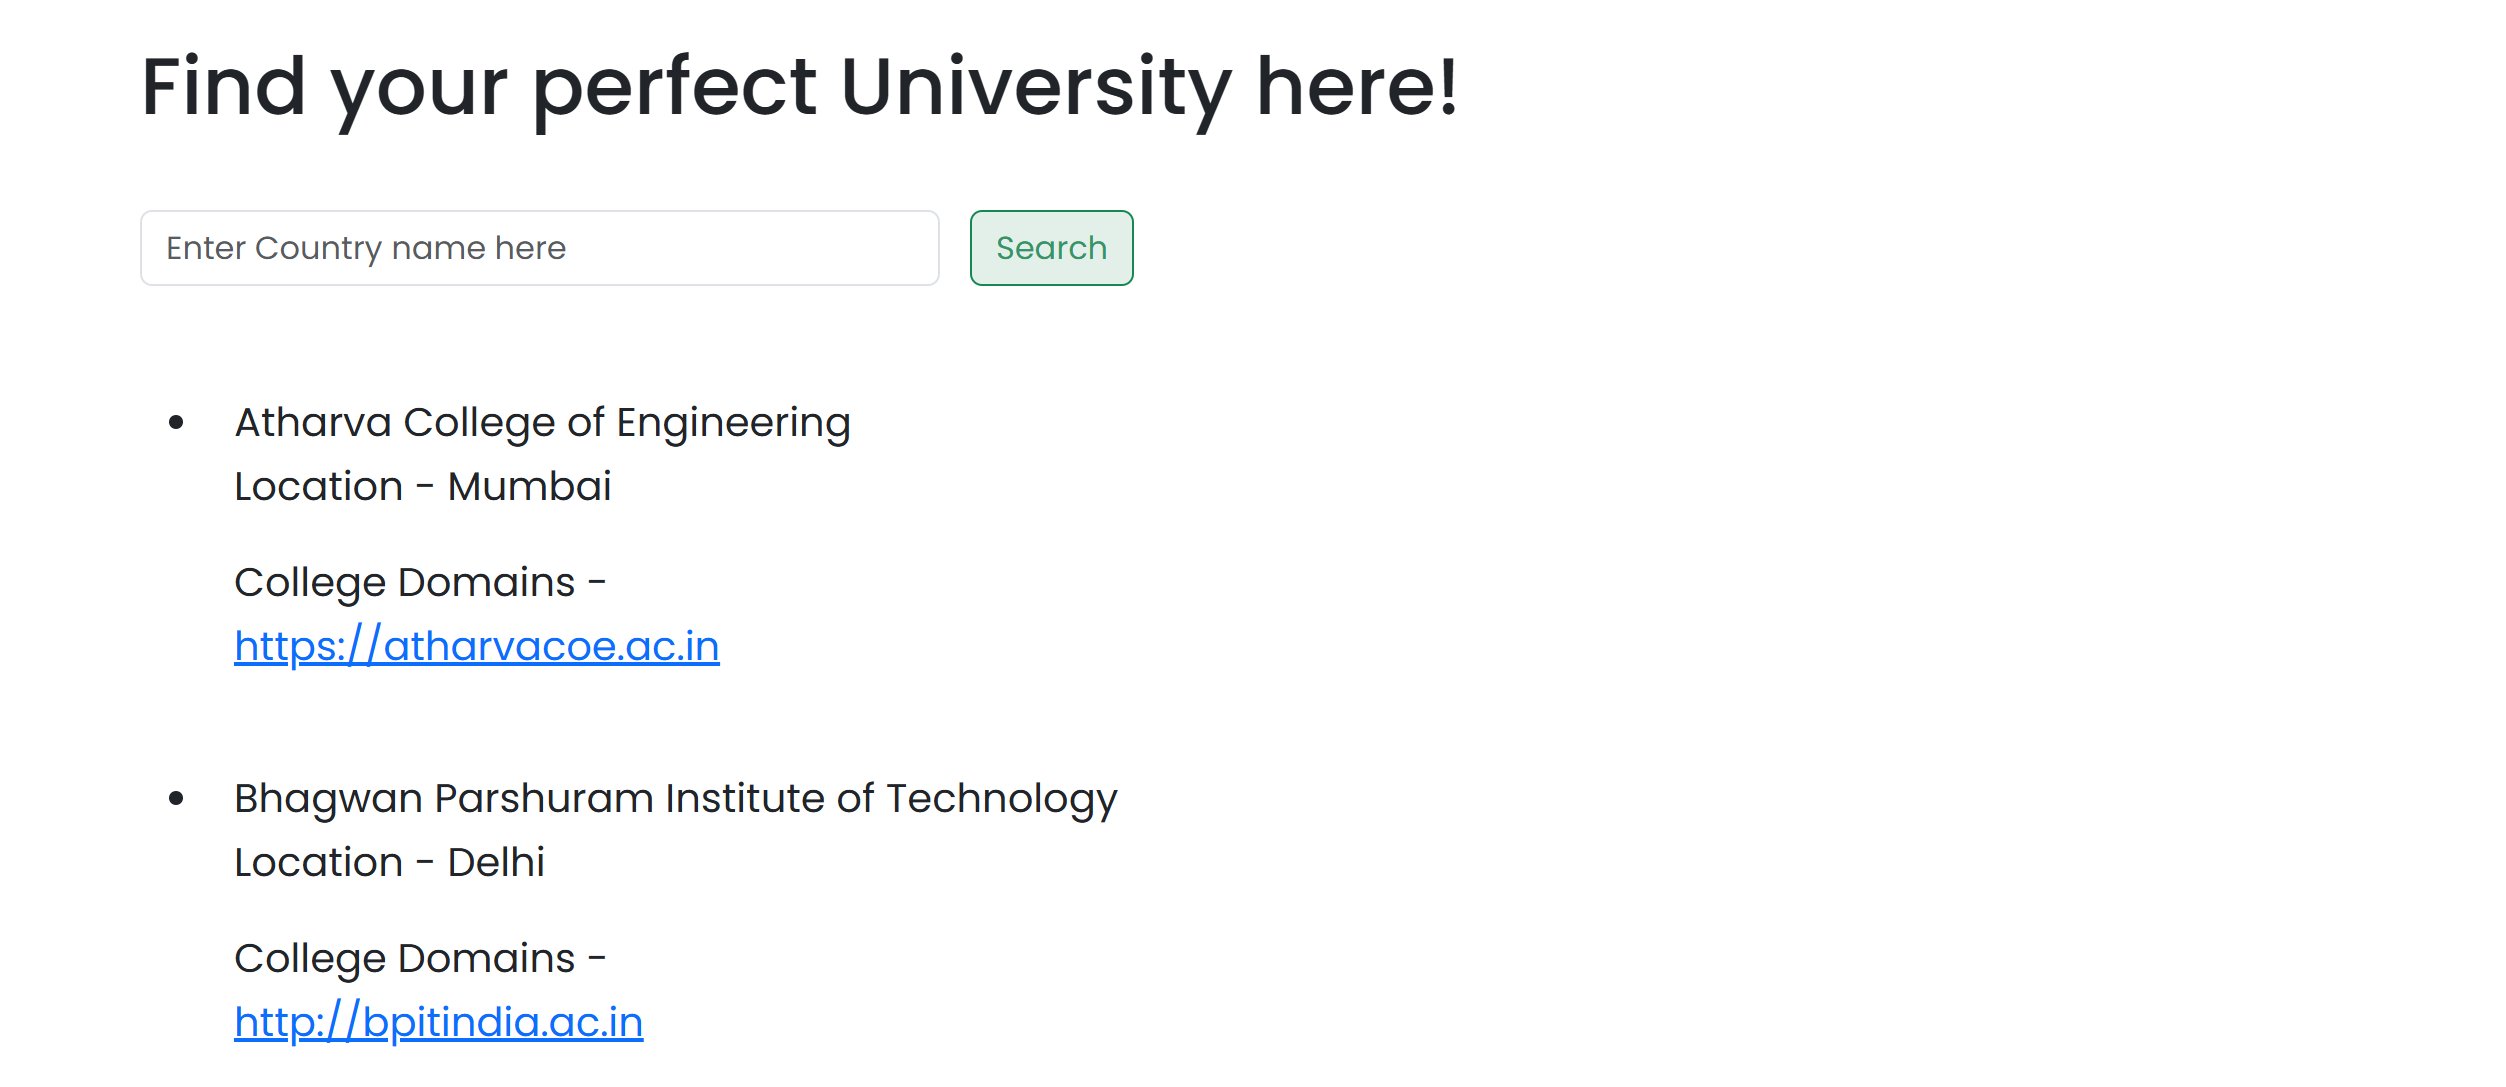 Find your perfect University here!
Enter Country name here
Search
Atharva College of Engineering
Location - Mumbai
College Domains -
https://atharvacoe.ac.in
Bhagwan Parshuram Institute of Technology
Location - Delhi
College Domains -
http://bpitindia.ac.in